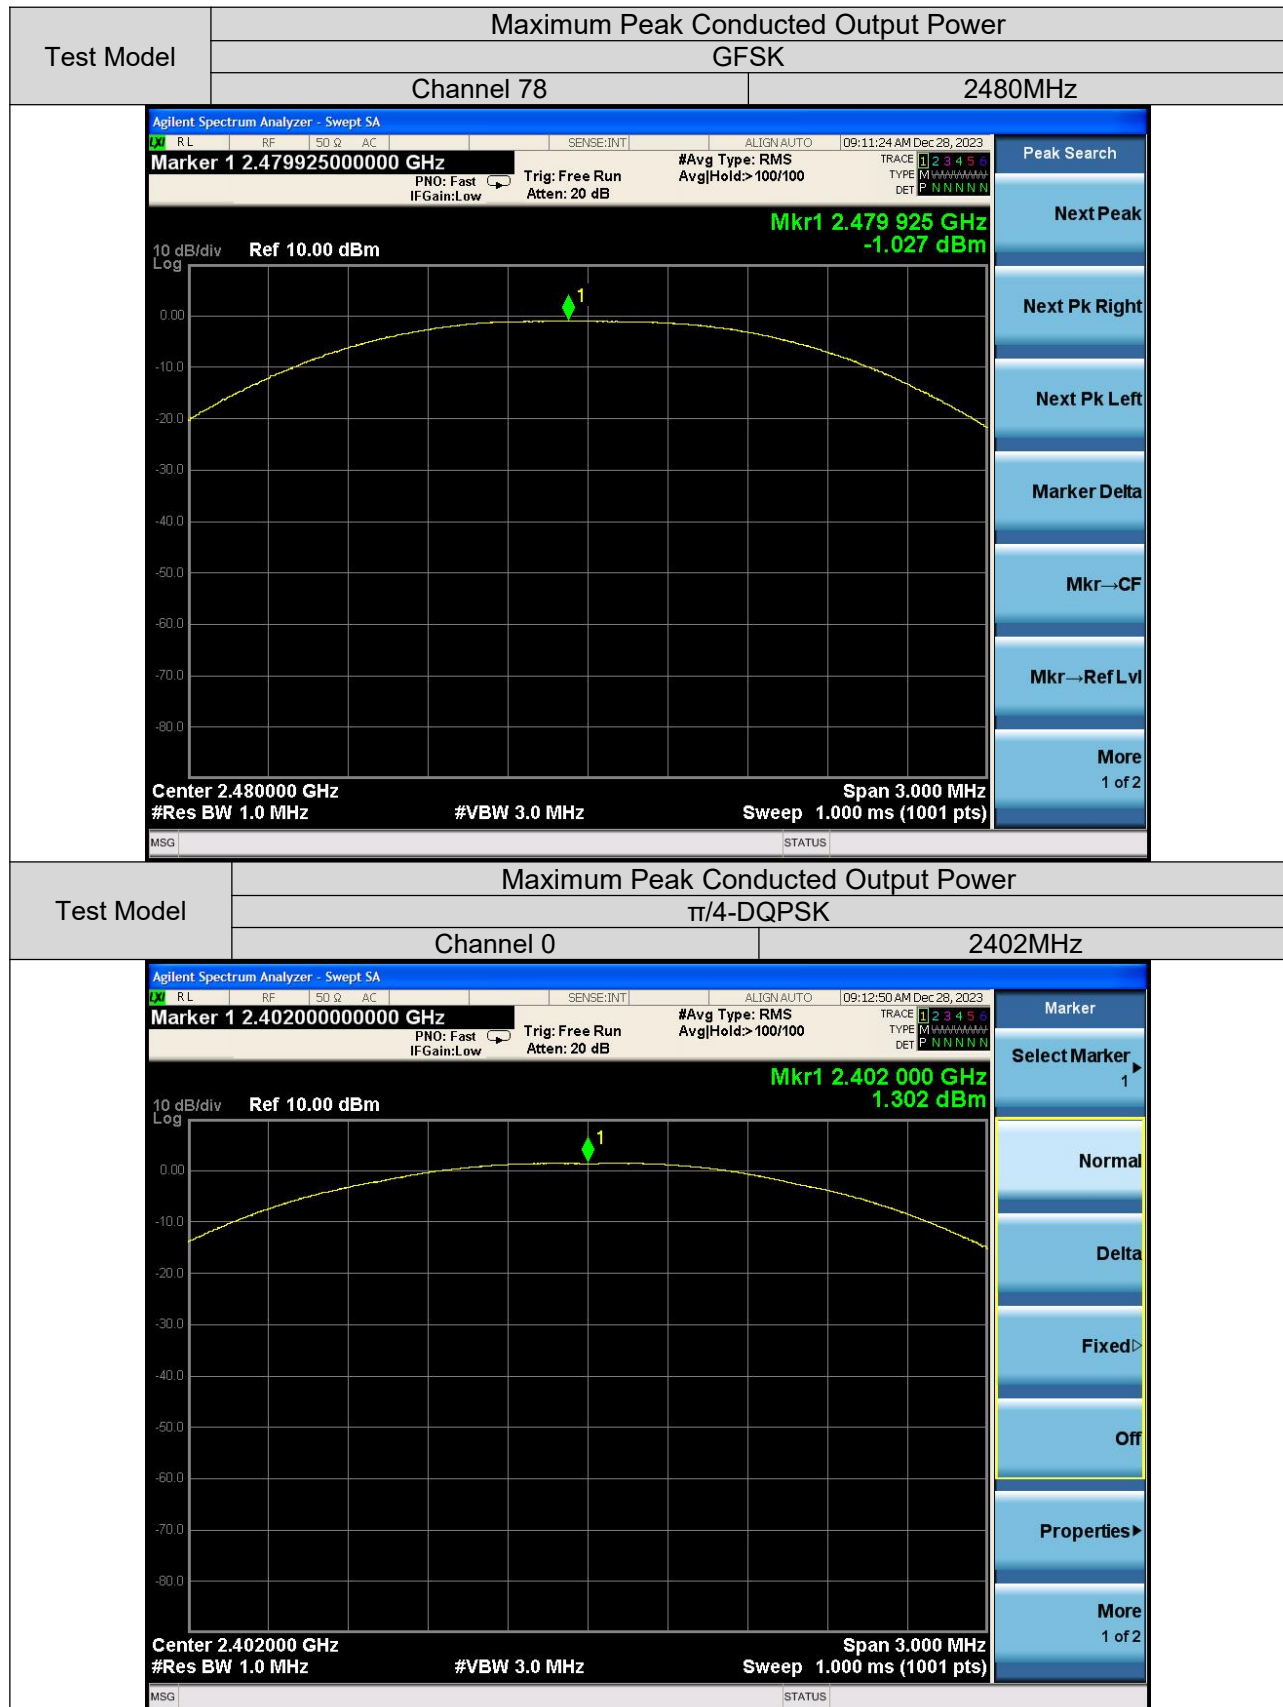 Test Model
Maximum Peak Conducted Output Power
GFSK
Channel 78 2480MHz
Agilent Spectrum Analyzer - Swept SA
LXI RL RF 50 Ω AC SENSE:INT ALIGN AUTO 09:11:24 AM Dec 28, 2023
Marker 1 2.479925000000 GHz #Avg Type: RMS TRACE 1 2 3 4 5 6
PNO: Fast Trig: Free Run Avg|Hold:>100/100 TYPE M
IFGain:Low Atten: 20 dB DET P N N N N N
Mkr1 2.479 925 GHz
-1.027 dBm
10 dB/div Ref 10.00 dBm
Log
1
0.00
-10.0
-20.0
-30.0
-40.0
-50.0
-60.0
-70.0
-80.0
Center 2.480000 GHz Span 3.000 MHz
#Res BW 1.0 MHz #VBW 3.0 MHz Sweep 1.000 ms (1001 pts)
MSG STATUS
Peak Search
Next Peak
Next Pk Right
Next Pk Left
Marker Delta
Mkr→CF
Mkr→Ref Lvl
More
1 of 2
Test Model
Maximum Peak Conducted Output Power
π/4-DQPSK
Channel 0 2402MHz
Agilent Spectrum Analyzer - Swept SA
LXI RL RF 50 Ω AC SENSE:INT ALIGN AUTO 09:12:50 AM Dec 28, 2023
Marker 1 2.402000000000 GHz #Avg Type: RMS TRACE 1 2 3 4 5 6
PNO: Fast Trig: Free Run Avg|Hold:>100/100 TYPE M
IFGain:Low Atten: 20 dB DET P N N N N N
Mkr1 2.402 000 GHz
1.302 dBm
10 dB/div Ref 10.00 dBm
Log
1
0.00
-10.0
-20.0
-30.0
-40.0
-50.0
-60.0
-70.0
-80.0
Center 2.402000 GHz Span 3.000 MHz
#Res BW 1.0 MHz #VBW 3.0 MHz Sweep 1.000 ms (1001 pts)
MSG STATUS
Marker
Select Marker
1
Normal
Delta
Fixed
Off
Properties
More
1 of 2